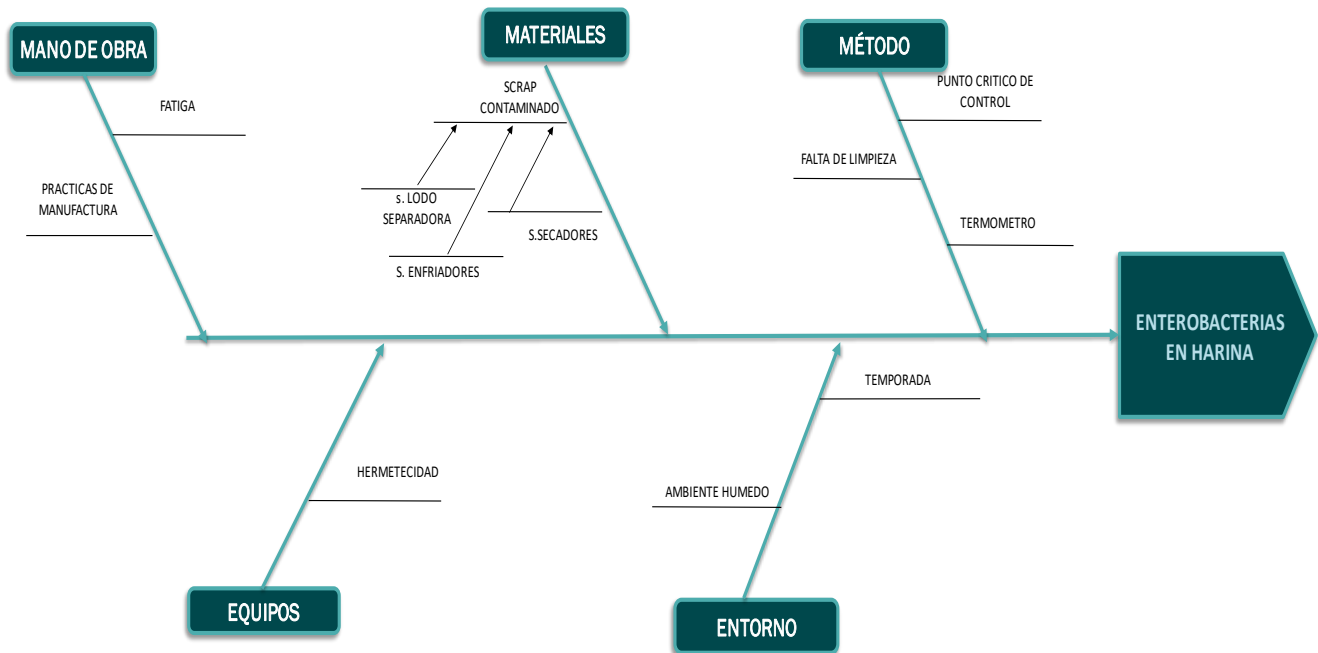 MANO DE OBRA
MATERIALES
MÉTODO
FATIGA
PRACTICAS DE
MANUFACTURA
SCRAP
CONTAMINADO
s. LODO
SEPARADORA
S.SECADORES
S. ENFRIADORES
PUNTO CRITICO DE
CONTROL
FALTA DE LIMPIEZA
TERMOMETRO
ENTEROBACTERIAS
EN HARINA
TEMPORADA
HERMETECIDAD
AMBIENTE HUMEDO
EQUIPOS
ENTORNO